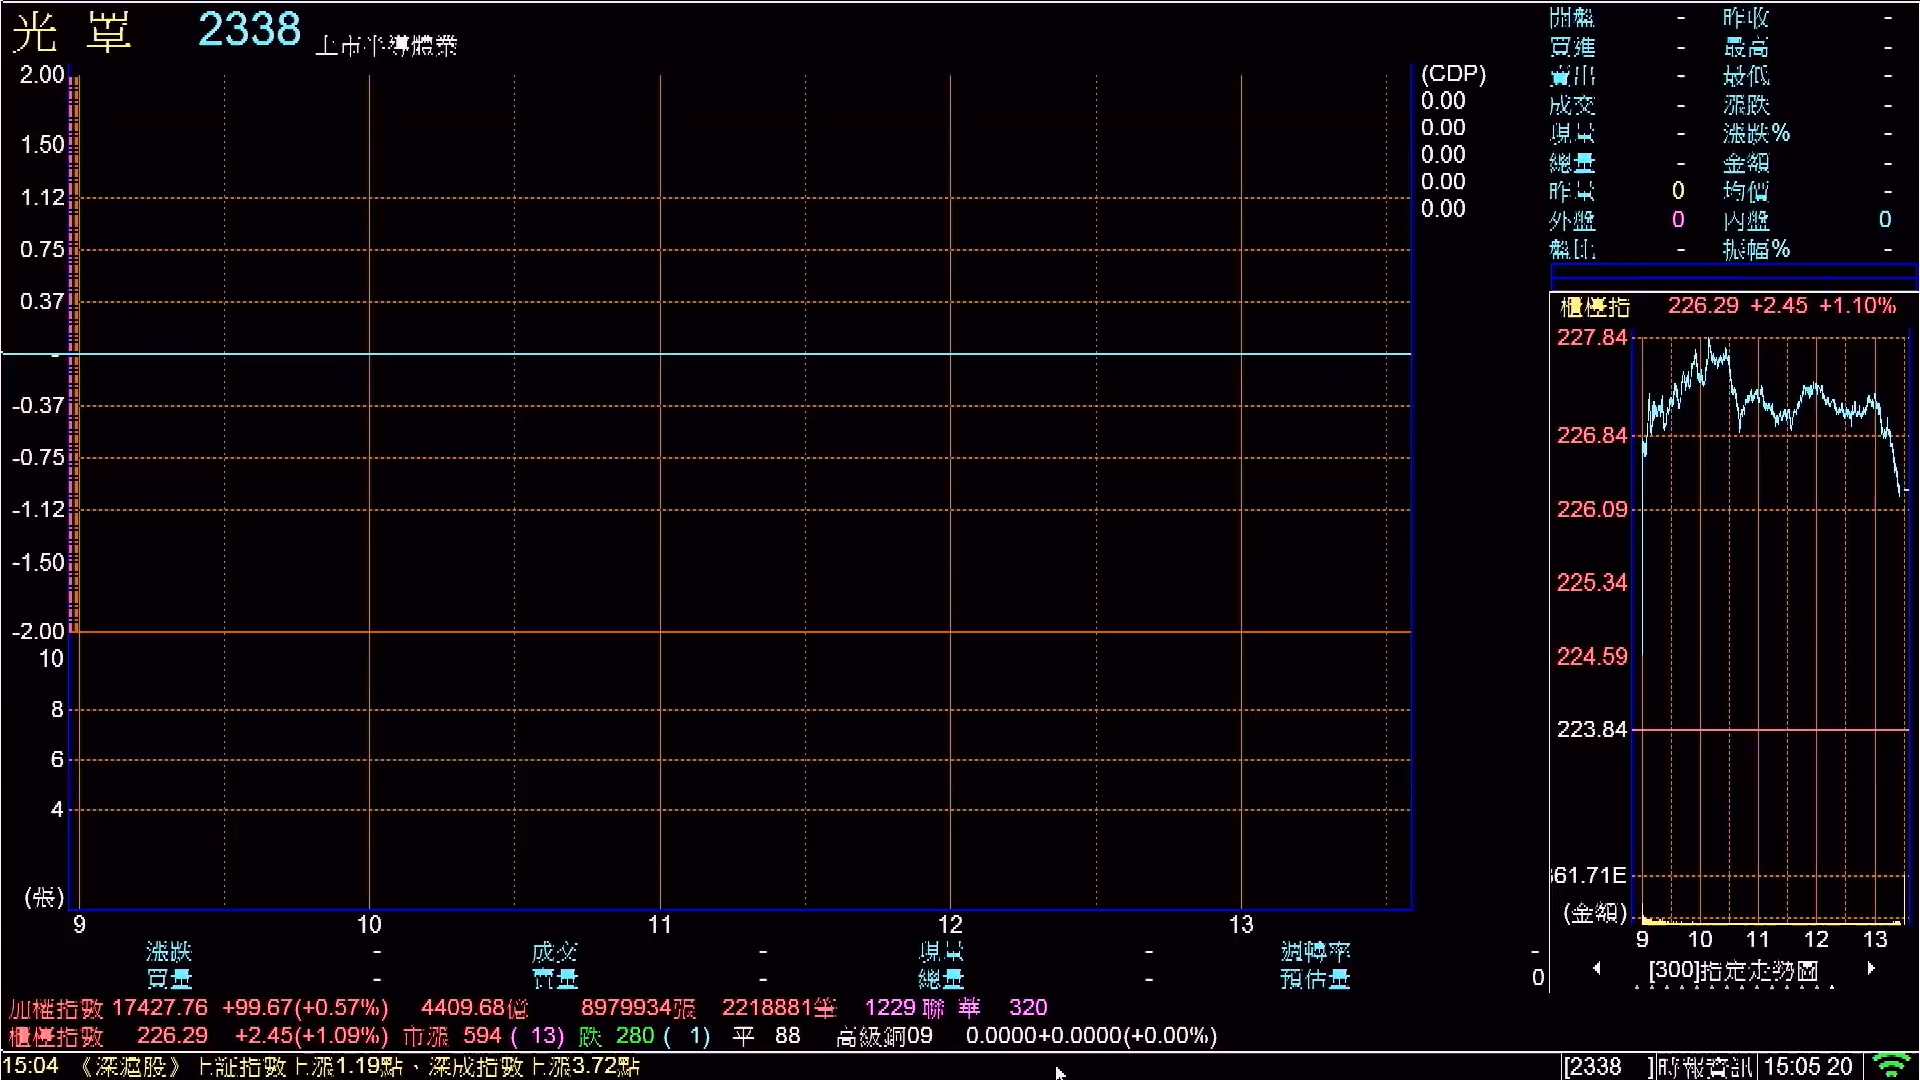 光 罩 2338 上市半導體業
2.00
1.50
1.12
0.75
0.37
-
-0.37
-0.75
-1.12
-1.50
-2.00
10
8
6
4
(張)
9 10 11 12 13
(CDP)
0.00
0.00
0.00
0.00
0.00
開盤 - 昨收 -
買進 - 最高 -
賣出 - 最低 -
成交 - 漲跌 -
現量 - 漲跌% -
總量 - 金額 -
昨量 0 均價 -
外盤 0 內盤 0
盤比 - 振幅% -
櫃檯指 226.29 +2.45 +1.10%
227.84
226.84
226.09
225.34
224.59
223.84
61.71E
(金額)
9 10 11 12 13
[300]指定走勢圖
漲跌 - 成交 - 現量 - 週轉率 -
買量 - 賣量 - 總量 - 預估量 0
加權指數 17427.76 +99.67(+0.57%) 4409.68億 8979934張 2218881筆 1229 聯 華 320
櫃檯指數 226.29 +2.45(+1.09%) 市漲 594 ( 13) 跌 280 ( 1) 平 88 高級銅09 0.0000+0.0000(+0.00%)
15:04 《深滬股》上証指數上漲1.19點、深成指數上漲3.72點
[2338 ]時報資訊 15:05 20